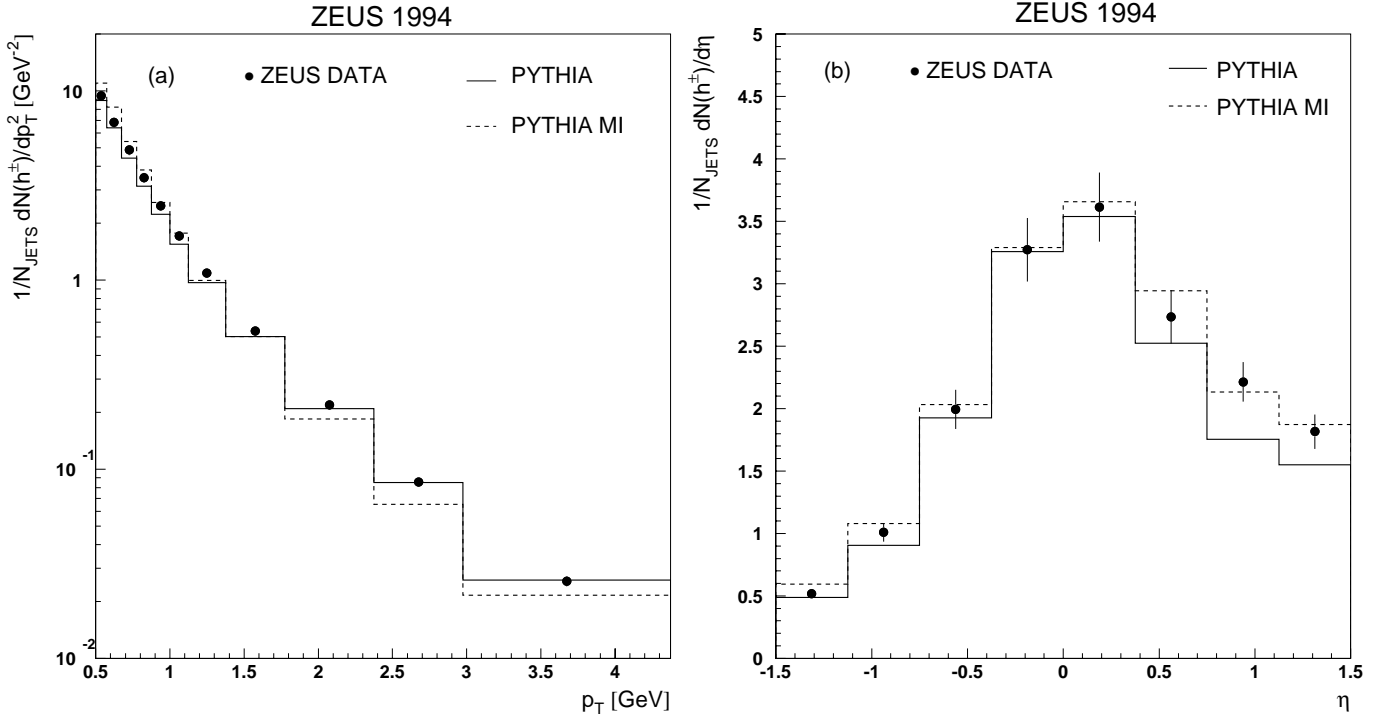 ZEUS 1994
1/N_JETS dN(h^±)/dp_T^2 [GeV^-2]
(a)
ZEUS DATA
PYTHIA
PYTHIA MI
10
1
10^-1
10^-2
0.5 1 1.5 2 2.5 3 3.5 4
p_T [GeV]
ZEUS 1994
1/N_JETS dN(h^±)/dη
(b)
ZEUS DATA
PYTHIA
PYTHIA MI
5
4.5
4
3.5
3
2.5
2
1.5
1
0.5
0
-1.5 -1 -0.5 0 0.5 1 1.5
η